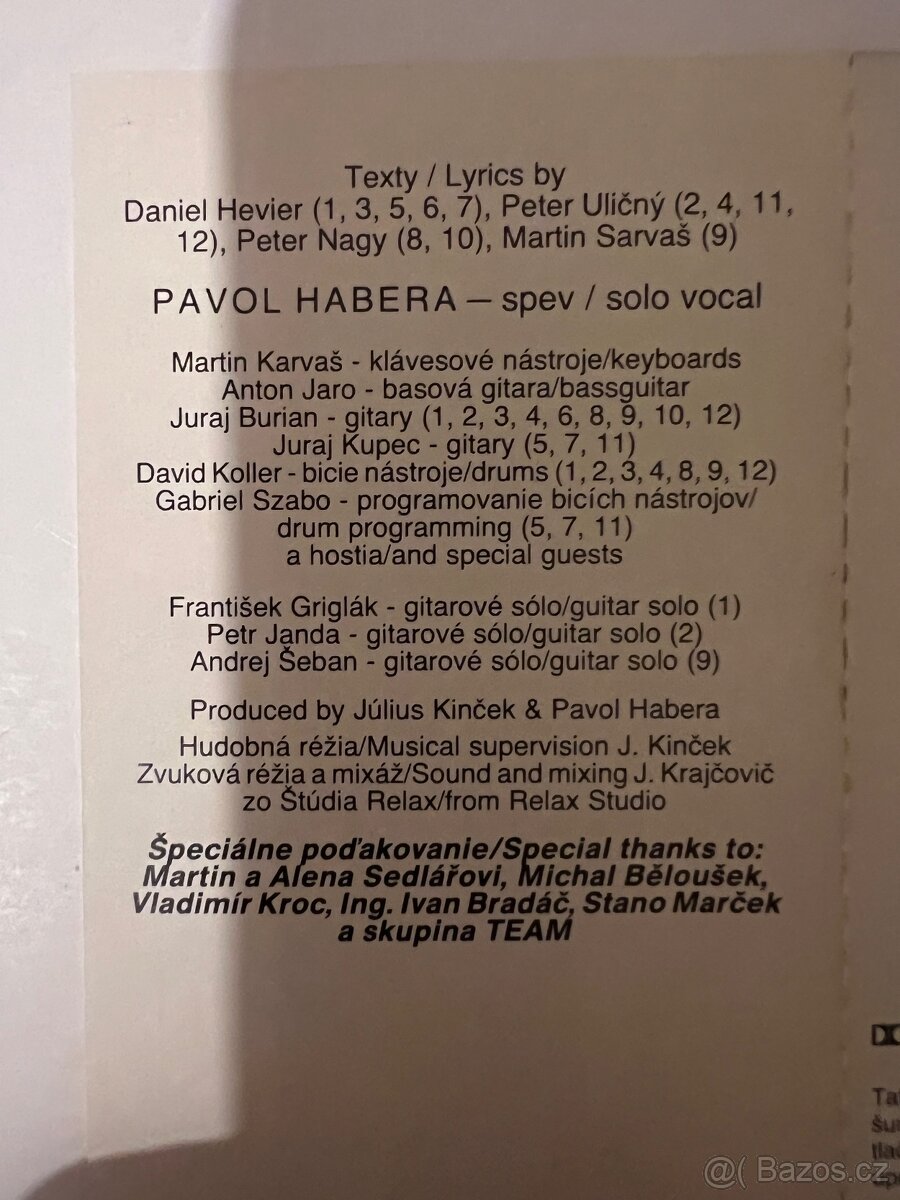 Texty / Lyrics by
Daniel Hevier (1, 3, 5, 6, 7), Peter Uličný (2, 4, 11,
12), Peter Nagy (8, 10), Martin Sarvaš (9)
PAVOL HABERA – spev / solo vocal
Martin Karvaš - klávesové nástroje/keyboards
Anton Jaro - basová gitara/bassguitar
Juraj Burian - gitary (1, 2, 3, 4, 6, 8, 9, 10, 12)
Juraj Kupec - gitary (5, 7, 11)
David Koller - bicie nástroje/drums (1, 2, 3, 4, 8, 9, 12)
Gabriel Szabo - programovanie bicích nástrojov/
drum programming (5, 7, 11)
a hostia/and special guests
František Griglák - gitarové sólo/guitar solo (1)
Petr Janda - gitarové sólo/guitar solo (2)
Andrej Šeban - gitarové sólo/guitar solo (9)
Produced by Július Kinček & Pavol Habera
Hudobná réžia/Musical supervision J. Kinček
Zvuková réžia a mixáž/Sound and mixing J. Krajčovič
zo Štúdia Relax/from Relax Studio
Špeciálne poďakovanie/Special thanks to:
Martin a Alena Sedlářovi, Michal Běloušek,
Vladimír Kroc, Ing. Ivan Bradáč, Stano Marček
a skupina TEAM
@( Bazos.cz